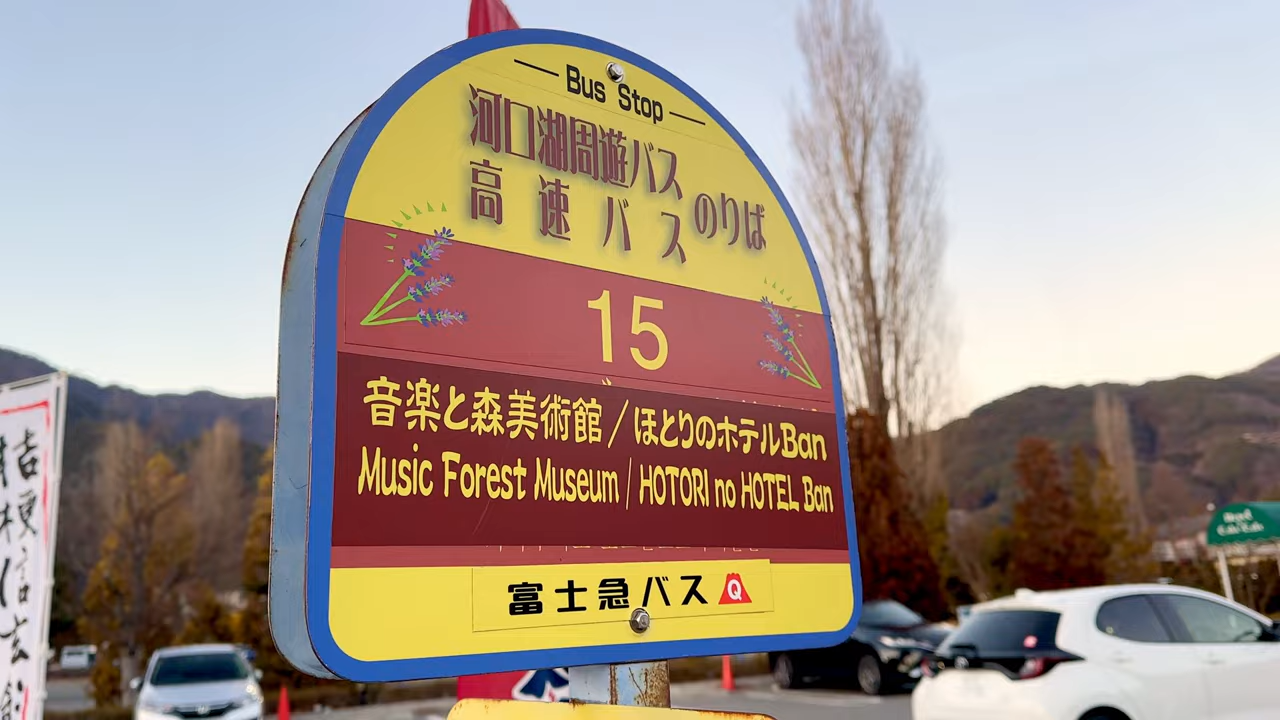 Bus Stop
河口湖周遊バス
高速バス
のりば
15
音楽と森美術館/ほとりのホテルBan
Music Forest Museum / HOTORI no HOTEL Ban
富士急バス Q